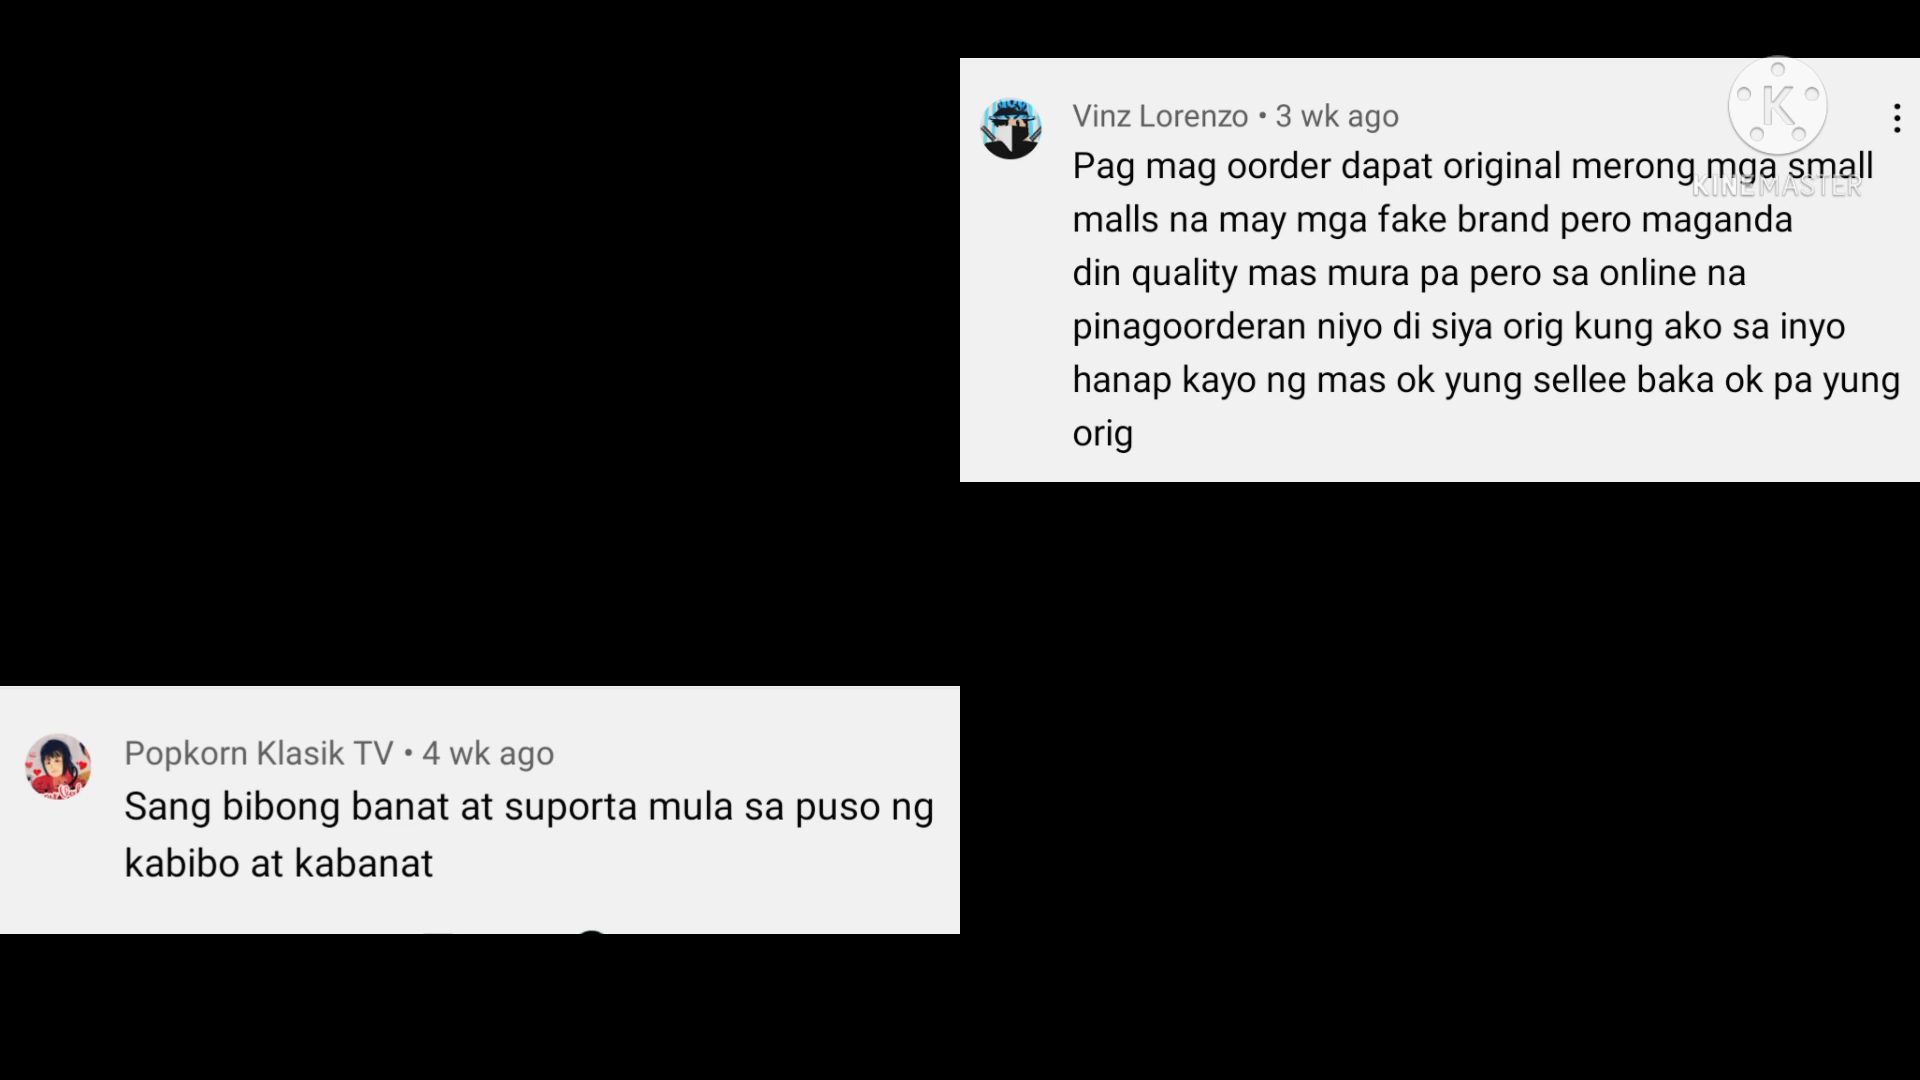 Vinz Lorenzo • 3 wk ago
Pag mag oorder dapat original merong mga small
malls na may mga fake brand pero maganda
din quality mas mura pa pero sa online na
pinagoorderan niyo di siya orig kung ako sa inyo
hanap kayo ng mas ok yung sellee baka ok pa yung
orig
K
KINEMASTER
Popkorn Klasik TV • 4 wk ago
Sang bibong banat at suporta mula sa puso ng
kabibo at kabanat